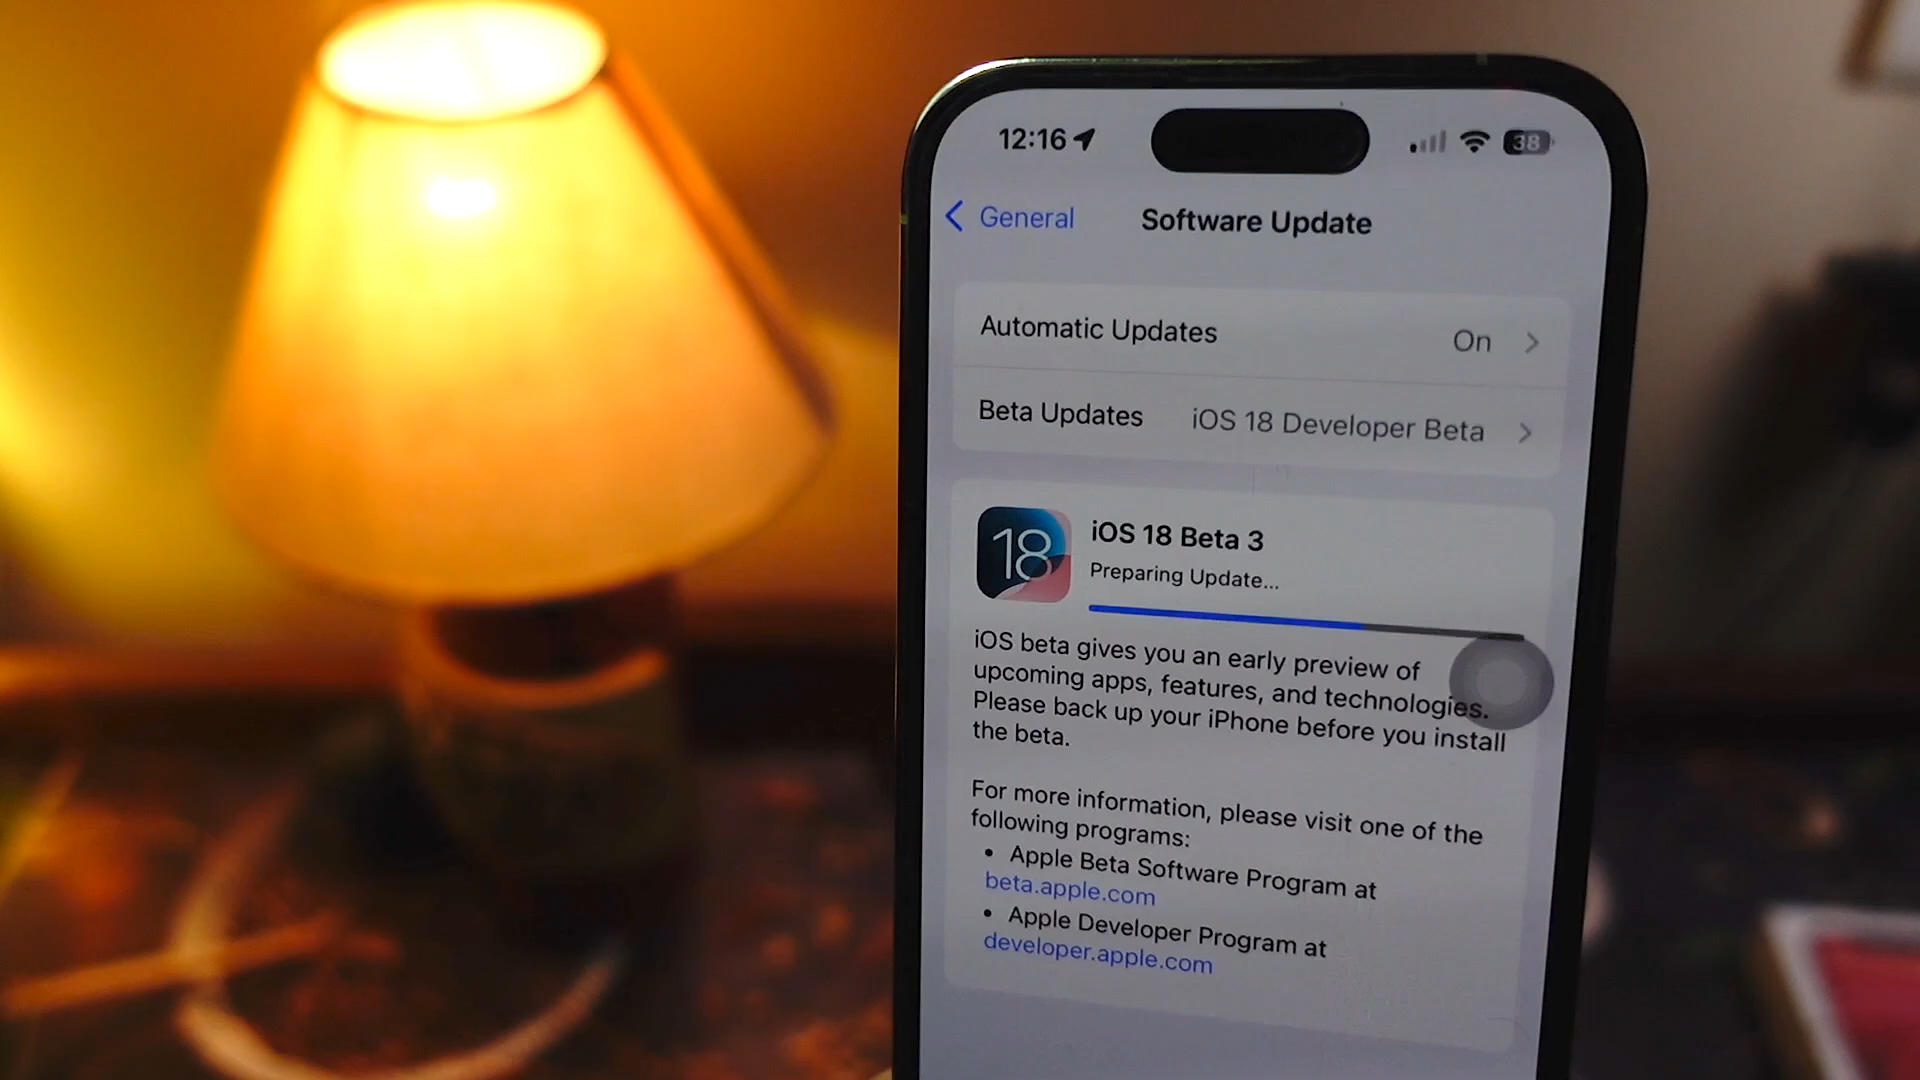 12:16
38
General
Software Update
Automatic Updates On
Beta Updates iOS 18 Developer Beta
18
iOS 18 Beta 3
Preparing Update...
iOS beta gives you an early preview of
upcoming apps, features, and technologies.
Please back up your iPhone before you install
the beta.
For more information, please visit one of the
following programs:
• Apple Beta Software Program at
beta.apple.com
• Apple Developer Program at
developer.apple.com